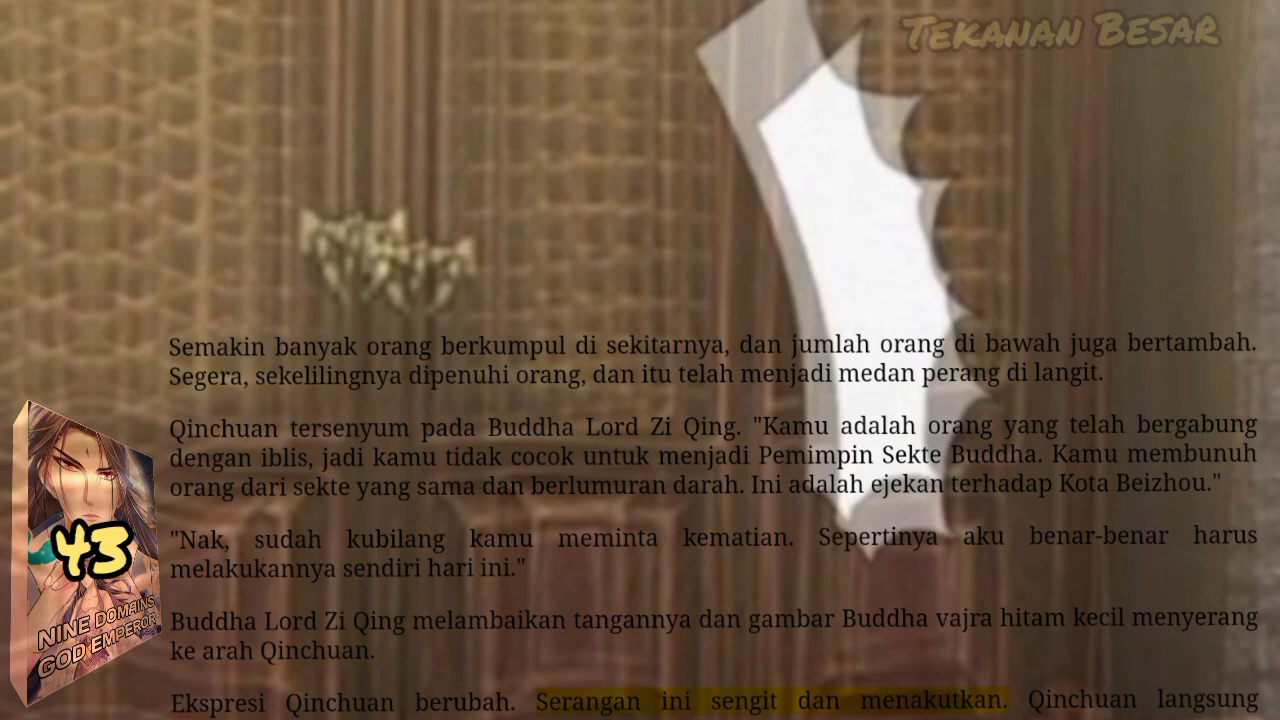 Tekanan Besar
Semakin banyak orang berkumpul di sekitarnya, dan jumlah orang di bawah juga bertambah.
Segera, sekelilingnya dipenuhi orang, dan itu telah menjadi medan perang di langit.
Qinchuan tersenyum pada Buddha Lord Zi Qing. "Kamu adalah orang yang telah bergabung
dengan iblis, jadi kamu tidak cocok untuk menjadi Pemimpin Sekte Buddha. Kamu membunuh
orang dari sekte yang sama dan berlumuran darah. Ini adalah ejekan terhadap Kota Beizhou."
"Nak, sudah kubilang kamu meminta kematian. Sepertinya aku benar-benar harus
melakukannya sendiri hari ini."
Buddha Lord Zi Qing melambaikan tangannya dan gambar Buddha vajra hitam kecil menyerang
ke arah Qinchuan.
Ekspresi Qinchuan berubah. Serangan ini sengit dan menakutkan. Qinchuan langsung
43
NINE DOMAINS
GOD EMPEROR